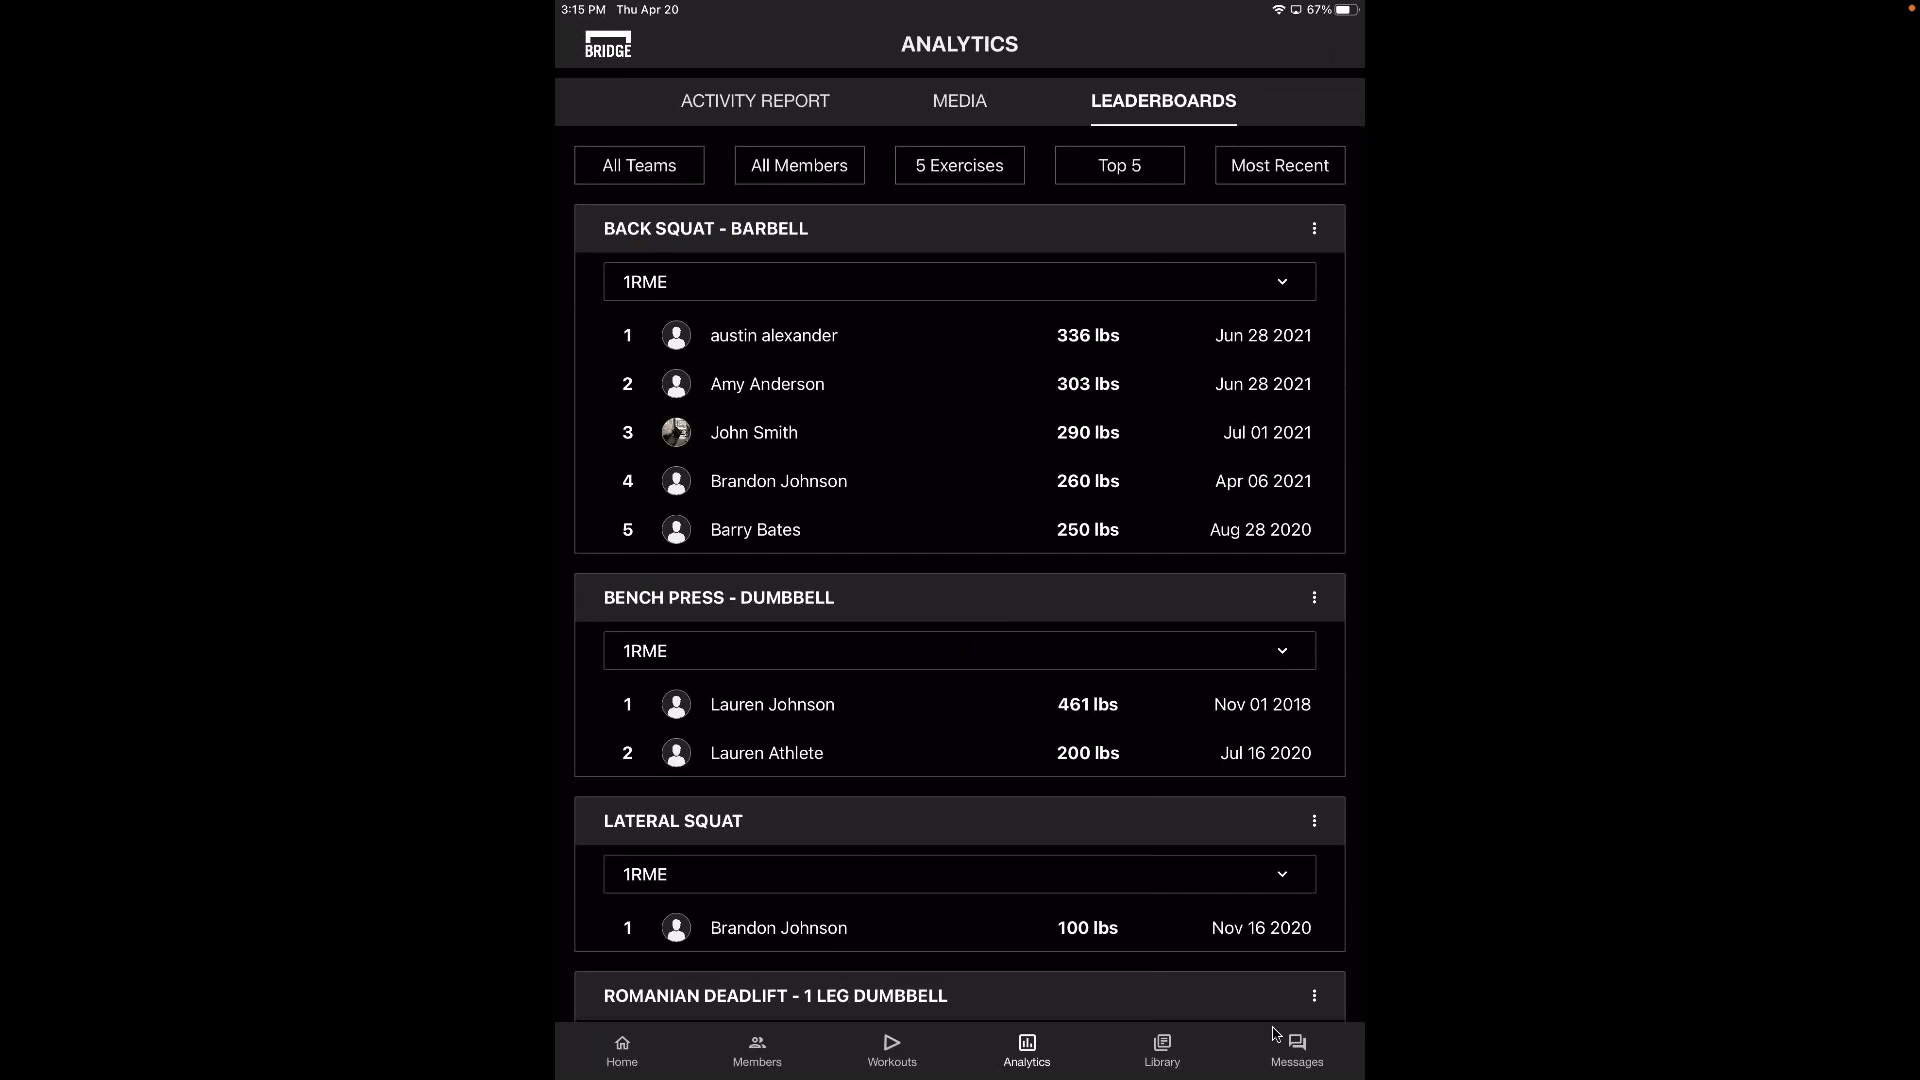 3:15 PM Thu Apr 20 67%
BRIDGE ANALYTICS
ACTIVITY REPORT MEDIA LEADERBOARDS
All Teams All Members 5 Exercises Top 5 Most Recent
BACK SQUAT - BARBELL
1RME
1 austin alexander 336 lbs Jun 28 2021
2 Amy Anderson 303 lbs Jun 28 2021
3 John Smith 290 lbs Jul 01 2021
4 Brandon Johnson 260 lbs Apr 06 2021
5 Barry Bates 250 lbs Aug 28 2020
BENCH PRESS - DUMBBELL
1RME
1 Lauren Johnson 461 lbs Nov 01 2018
2 Lauren Athlete 200 lbs Jul 16 2020
LATERAL SQUAT
1RME
1 Brandon Johnson 100 lbs Nov 16 2020
ROMANIAN DEADLIFT - 1 LEG DUMBBELL
Home Members Workouts Analytics Library Messages